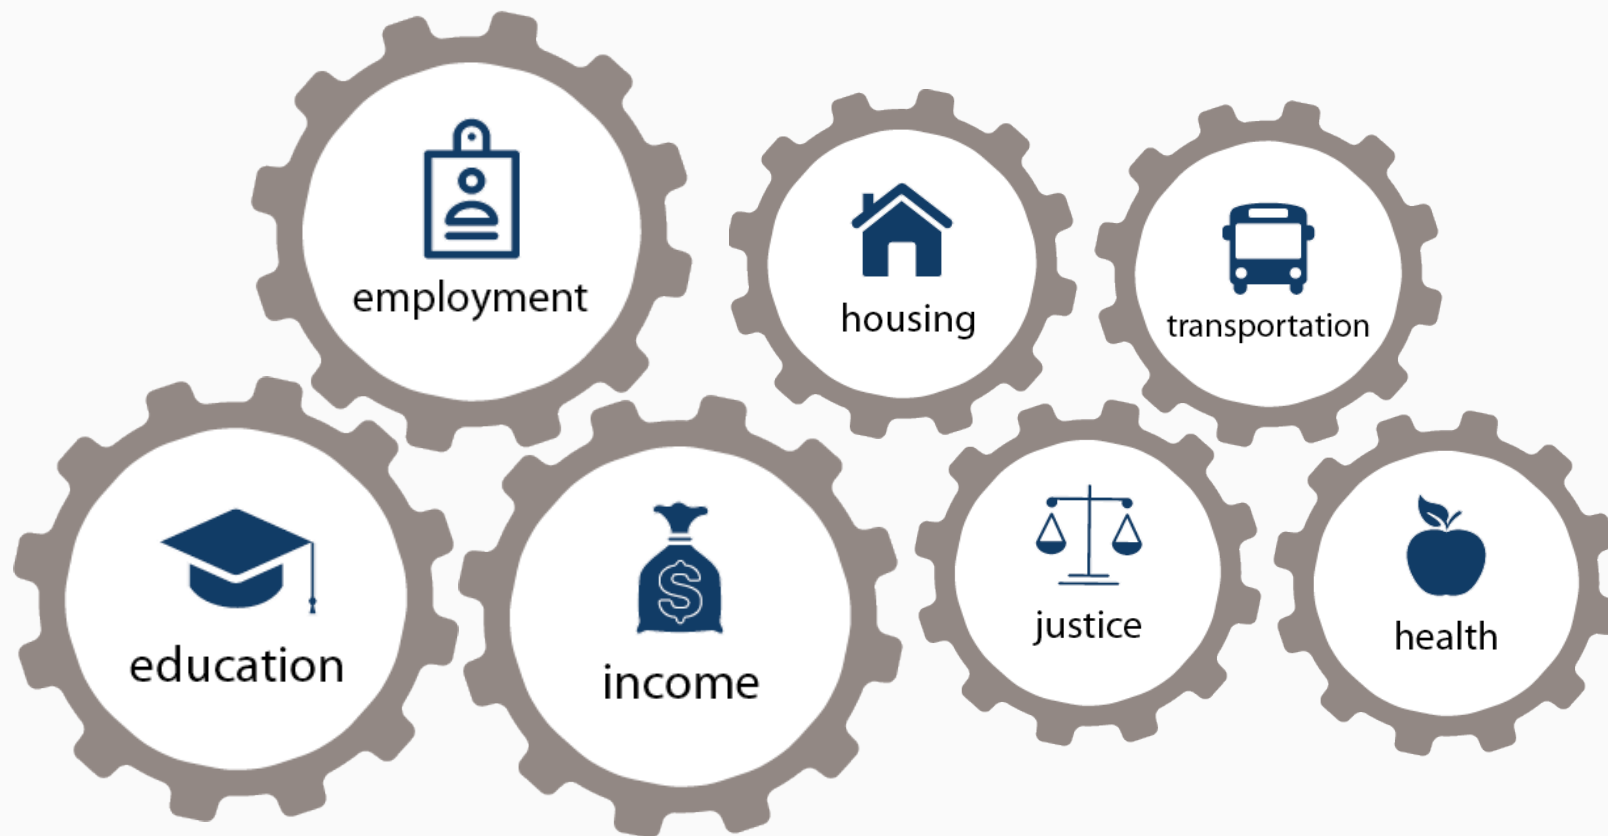 employment
housing
transportation
education
income
$
justice
health